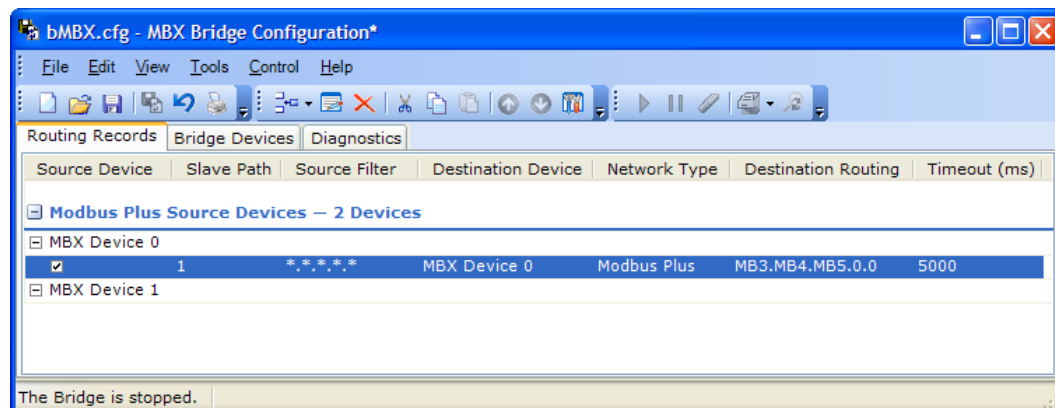 bMBX.cfg - MBX Bridge Configuration*
File Edit View Tools Control Help
Routing Records Bridge Devices Diagnostics
Source Device Slave Path Source Filter Destination Device Network Type Destination Routing Timeout (ms)
Modbus Plus Source Devices — 2 Devices
MBX Device 0
1 *.*.*.*.* MBX Device 0 Modbus Plus MB3.MB4.MB5.0.0 5000
MBX Device 1
The Bridge is stopped.